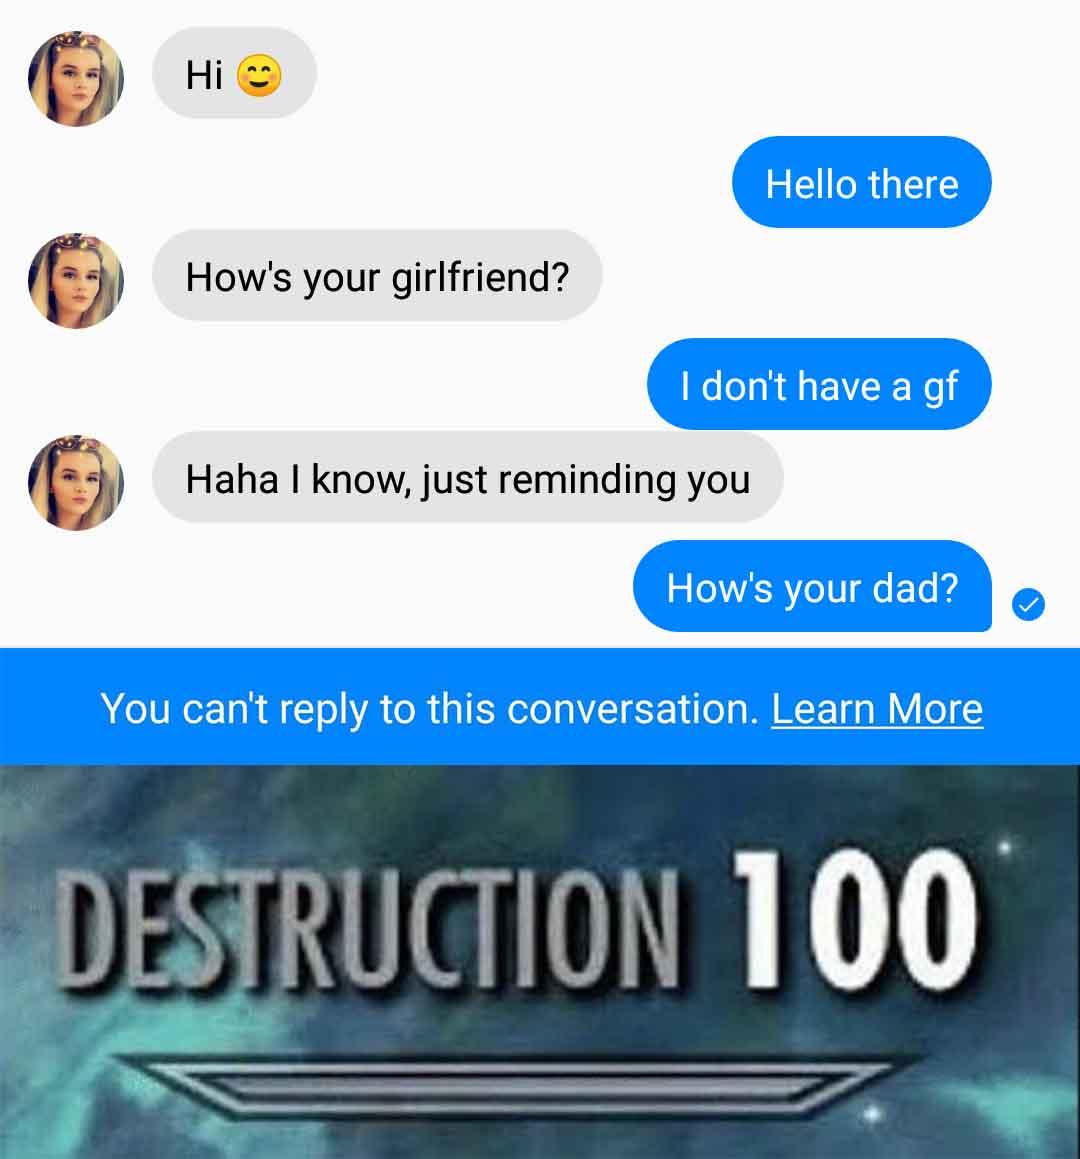 Hi 😊
Hello there
How's your girlfriend?
I don't have a gf
Haha I know, just reminding you
How's your dad?
You can't reply to this conversation. Learn More
DESTRUCTION 100